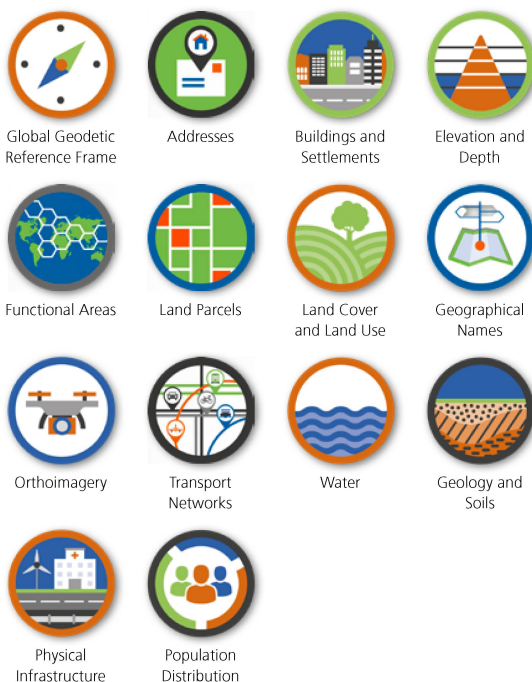 Global Geodetic
Reference Frame
Addresses
Buildings and
Settlements
Elevation and
Depth
Functional Areas
Land Parcels
Land Cover
and Land Use
Geographical
Names
Orthoimagery
Transport
Networks
Water
Geology and
Soils
Physical
Infrastructure
Population
Distribution